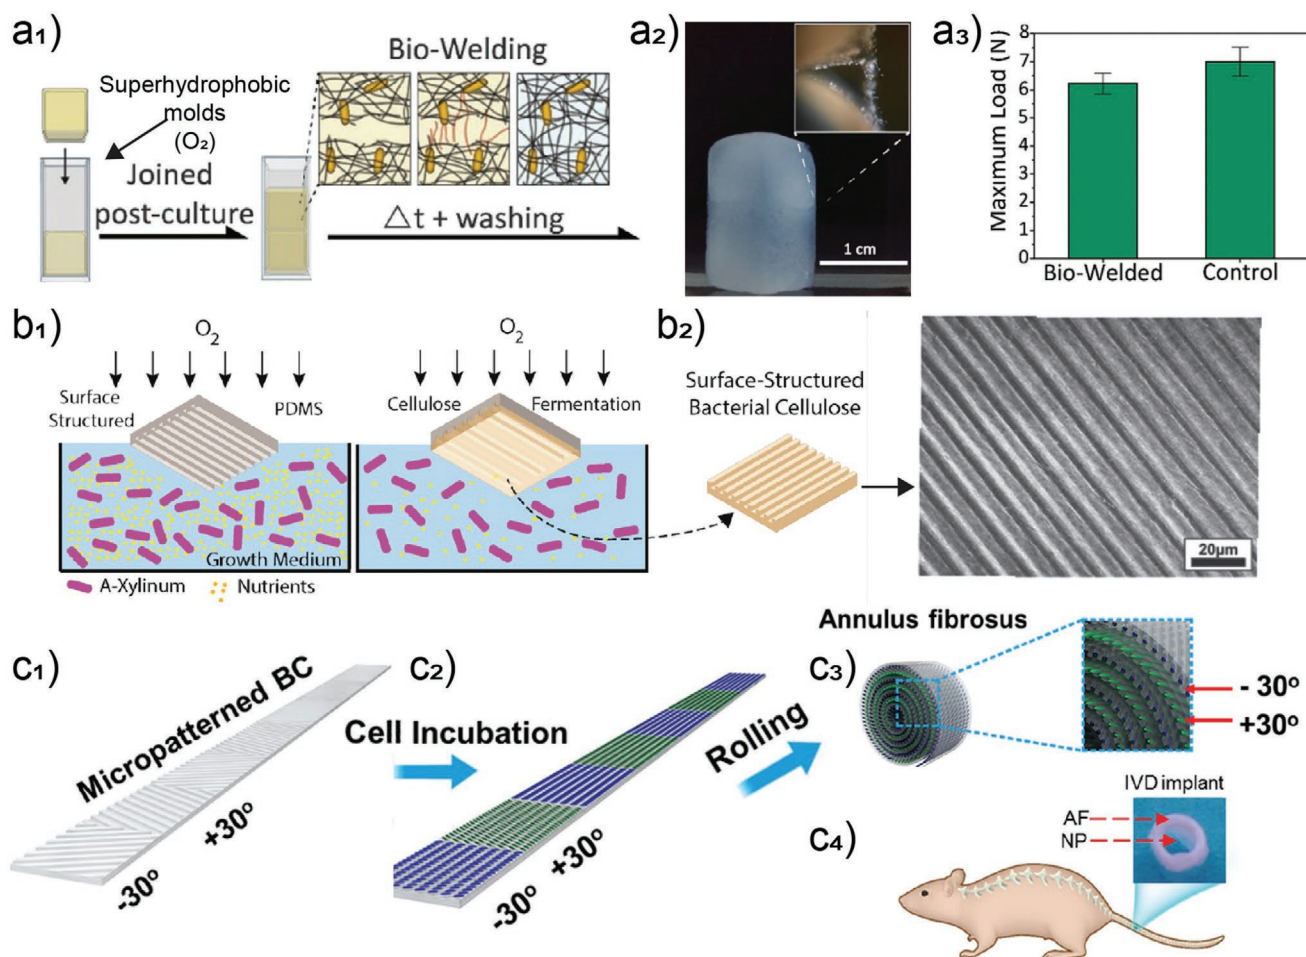 a₁)
Superhydrophobic
molds
(O₂)
Joined
post-culture
Bio-Welding
△t + washing
a₂)
1 cm
a₃)
Maximum Load (N)
8
7
6
5
4
3
2
1
0
Bio-Welded
Control
b₁)
O₂
Surface
Structured
PDMS
Growth Medium
A-Xylinum
Nutrients
O₂
Cellulose
Fermentation
b₂)
Surface-Structured
Bacterial Cellulose
20µm
c₁)
Micropatterned BC
-30°
+30°
c₂)
Cell Incubation
-30°
+30°
Rolling
Annulus fibrosus
c₃)
- 30°
+30°
c₄)
IVD implant
AF
NP